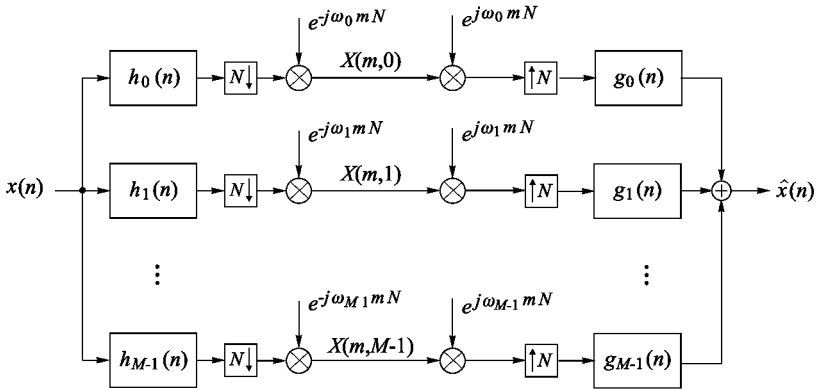 e^{-jω_0 mN} e^{jω_0 mN}
h_0(n) N↓ X(m,0) ↑N g_0(n)
e^{-jω_1 mN} e^{jω_1 mN}
x(n) h_1(n) N↓ X(m,1) ↑N g_1(n) x̂(n)
⋮ ⋮
e^{-jω_{M 1} mN} e^{jω_{M-1} mN}
h_{M-1}(n) N↓ X(m,M-1) ↑N g_{M-1}(n)